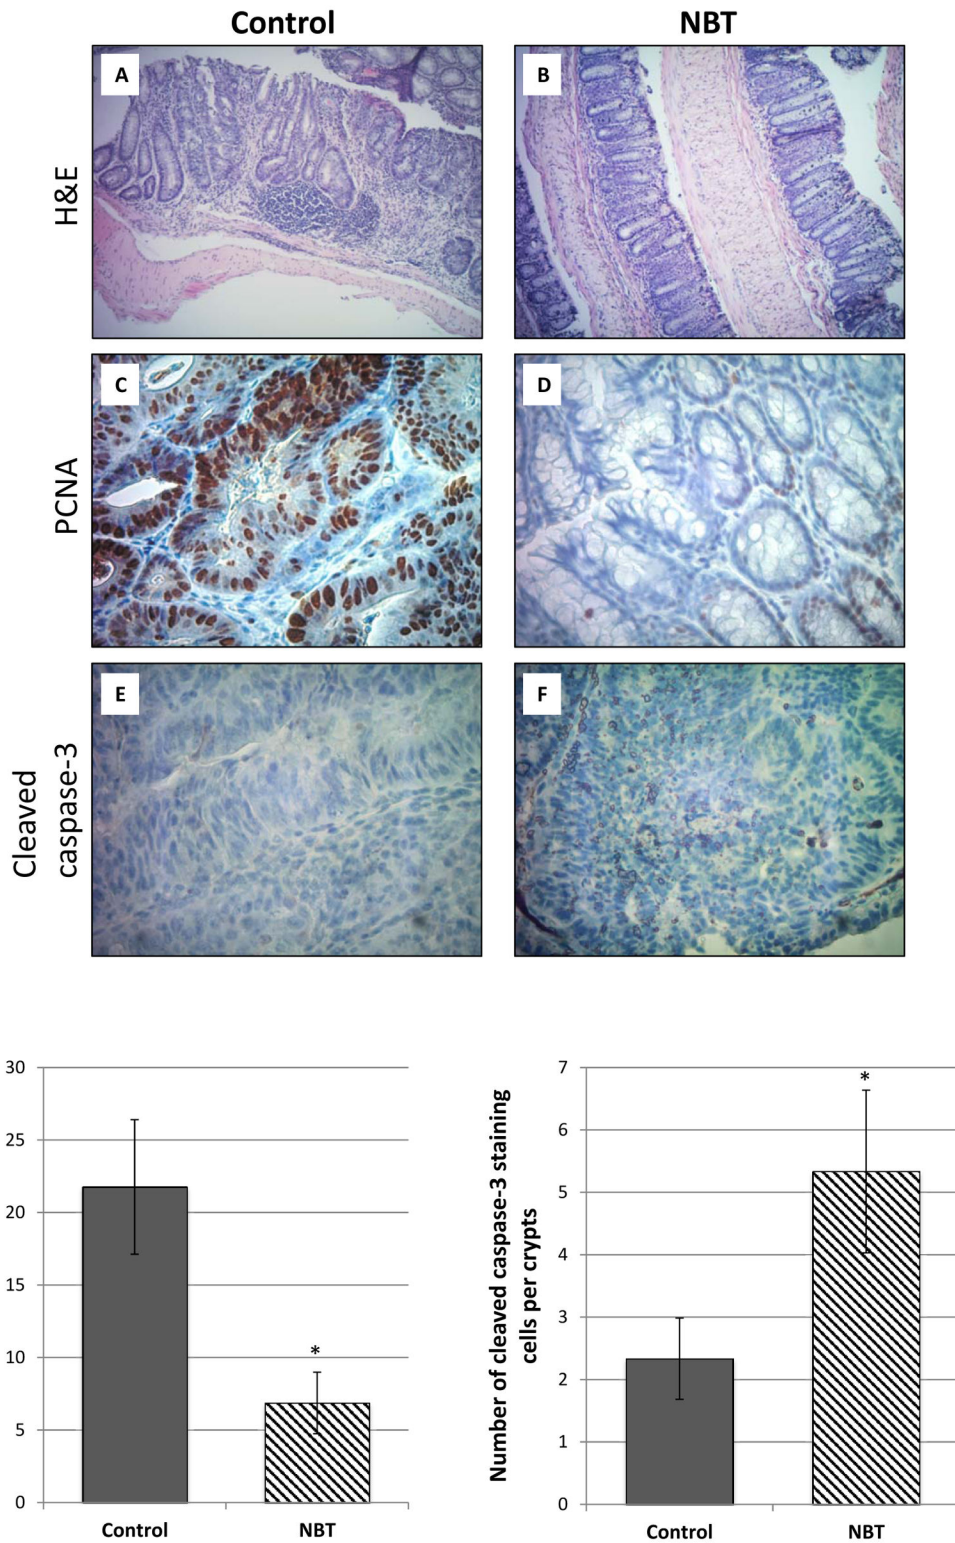 Control NBT
H&E
A
B
PCNA
C
D
Cleaved
caspase-3
E
F
30
25
20
15
10
5
0
*
Control NBT
Number of cleaved caspase-3 staining
cells per crypts
7
6
5
4
3
2
1
0
*
Control NBT